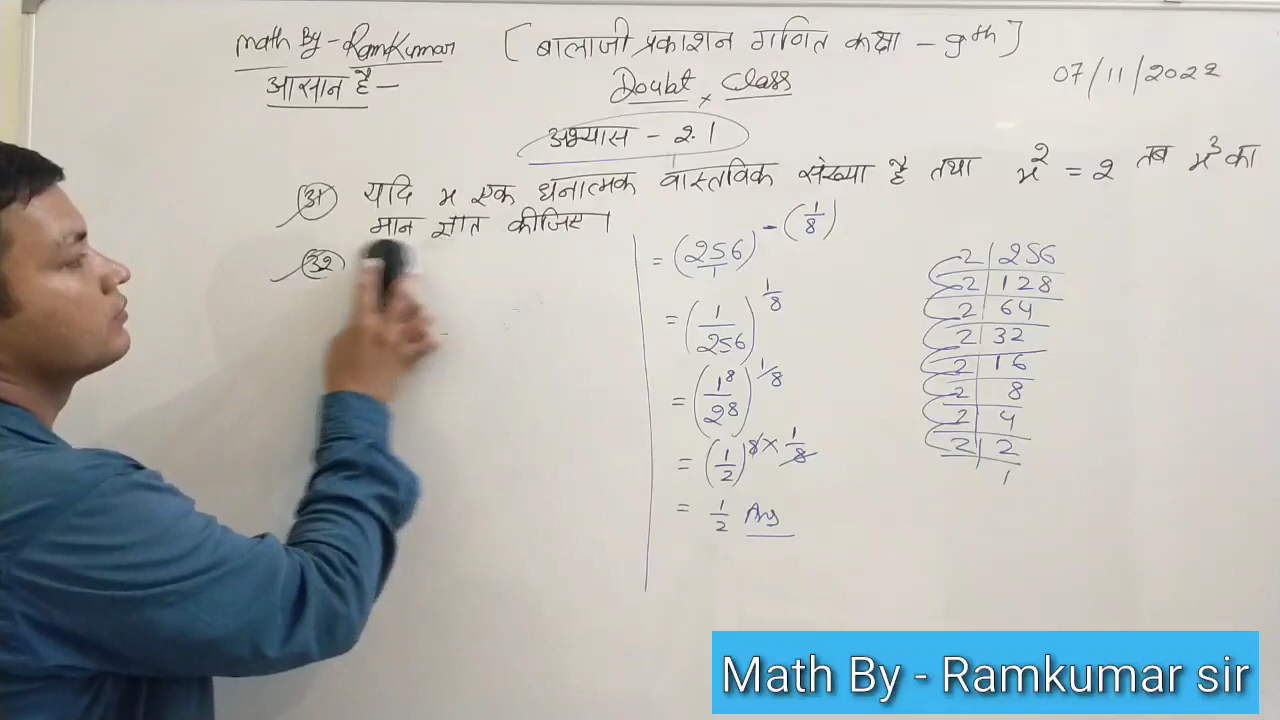 Math By - RamKumar
[ बालाजी प्रकाशन गणित कक्षा - 9th ]
आसान है -
Doubt x Class
07/11/2022
अभ्यास - 2.1
यदि x एक धनात्मक वास्तविक संख्या है तथा x² = 2 तब x³ का
मान ज्ञात कीजिए।
= (256/1)^-(1/8)
= (1/256)^1/8
= (1⁸/2⁸)^1/8
= (1/2)^8×1/8
= 1/2 Ans
2 | 256
2 | 128
2 | 64
2 | 32
2 | 16
2 | 8
2 | 4
2 | 2
1
Math By - Ramkumar sir